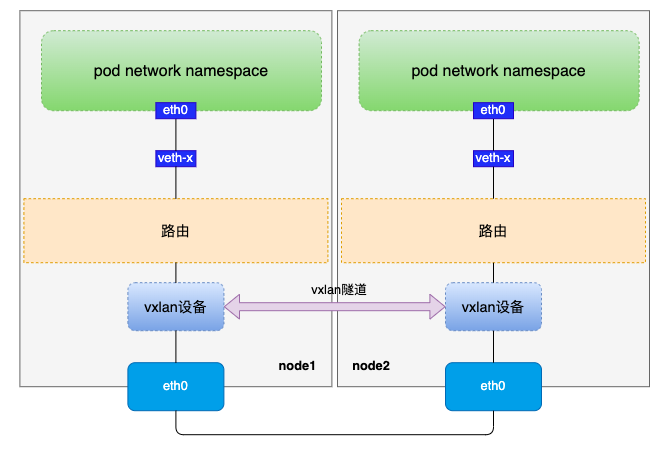 pod network namespace
pod network namespace
eth0
eth0
veth-x
veth-x
路由
路由
vxlan隧道
vxlan设备
vxlan设备
node1
node2
eth0
eth0